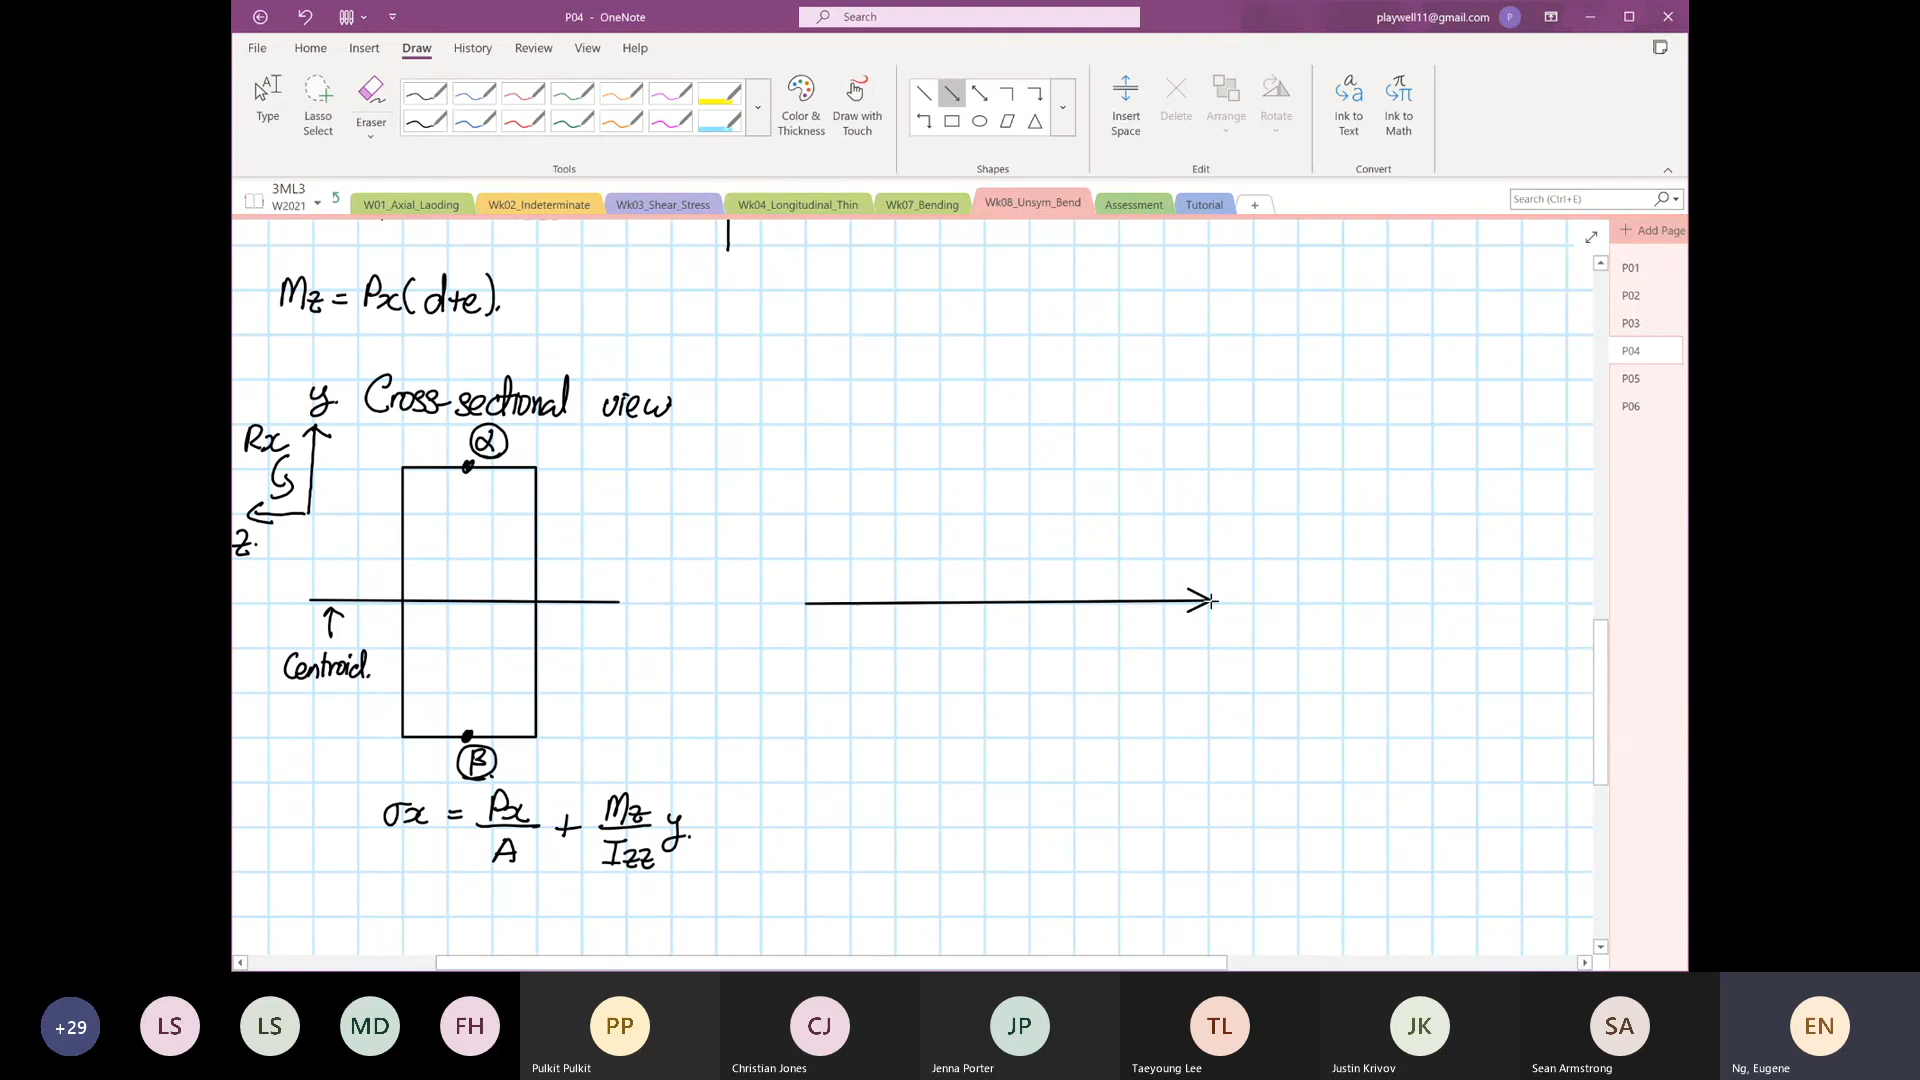 P04 - OneNote
Search
playwell11@gmail.com
P
File
Home
Insert
Draw
History
Review
View
Help
Type
Lasso Select
Eraser
Color & Thickness
Draw with Touch
Insert Space
Delete
Arrange
Rotate
Ink to Text
Ink to Math
Tools
Shapes
Edit
Convert
3ML3 W2021
W01_Axial_Laoding
Wk02_Indeterminate
Wk03_Shear_Stress
Wk04_Longitudinal_Thin
Wk07_Bending
Wk08_Unsym_Bend
Assessment
Tutorial
Search (Ctrl+E)
Add Page
P01
P02
P03
P04
P05
P06
Mz = Px(d+e).
y. Cross-sectional view
Rx
α
z.
Centroid.
β
σx = Px/A + Mz/Izz y.
+29
LS
LS
MD
FH
PP
CJ
JP
TL
JK
SA
EN
Pulkit Pulkit
Christian Jones
Jenna Porter
Taeyoung Lee
Justin Krivov
Sean Armstrong
Ng, Eugene